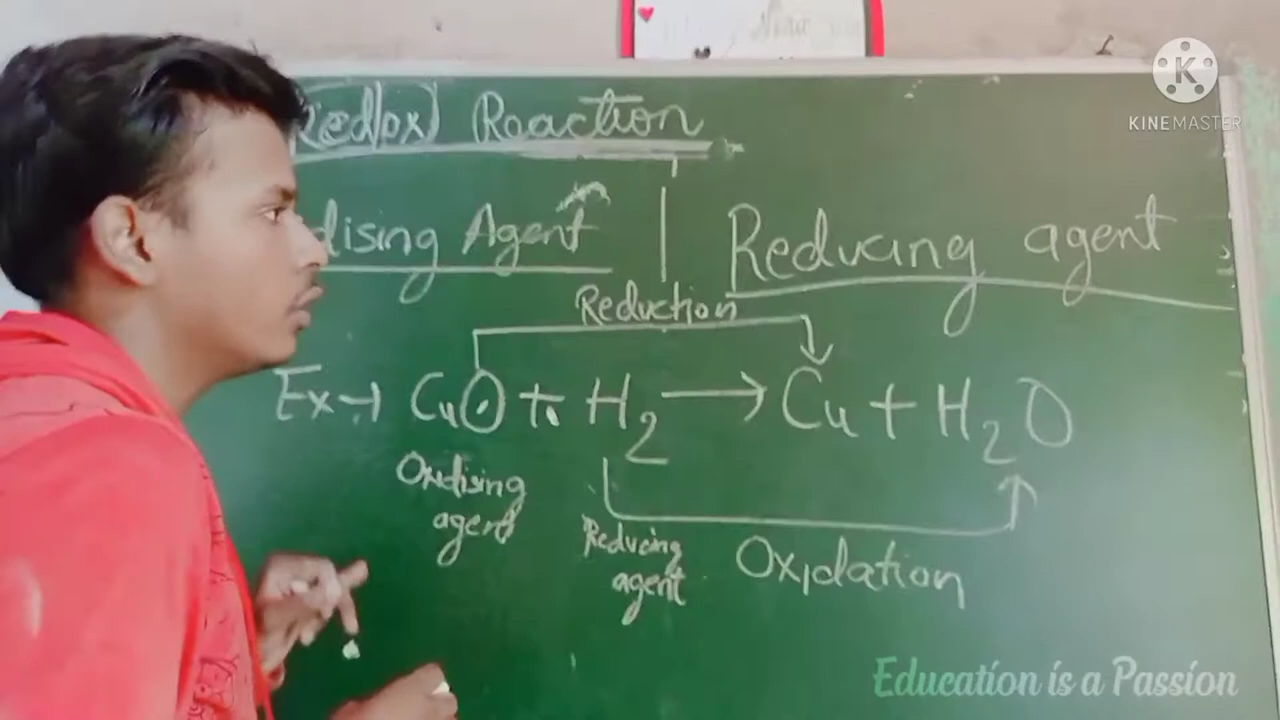 KINEMASTER
Redox Reaction
dising Agent
Reducing agent
Reduction
Ex → CuO + H₂ → Cu + H₂O
Oxidising
agent
Reducing
agent
Oxidation
Education is a Passion